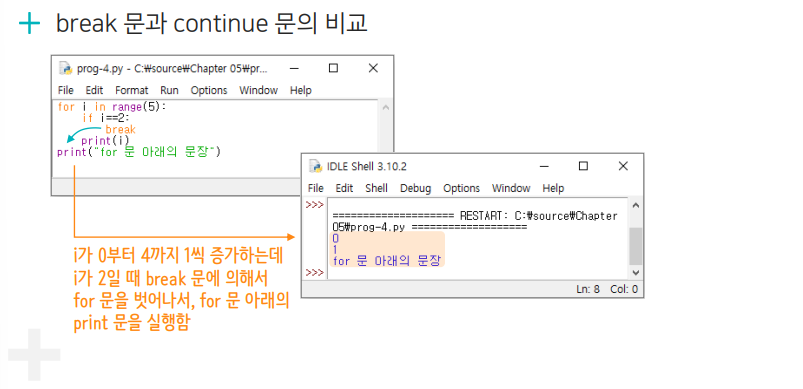 break 문과 continue 문의 비교
prog-4.py - C:₩source₩Chapter 05₩pr...
File Edit Format Run Options Window Help
for i in range(5):
    if i==2:
        break
    print(i)
print("for 문 아래의 문장")
IDLE Shell 3.10.2
File Edit Shell Debug Options Window Help
>>>
==================== RESTART: C:₩source₩Chapter
05₩prog-4.py ===================
0
1
for 문 아래의 문장
>>>
Ln: 8 Col: 0
i가 0부터 4까지 1씩 증가하는데
i가 2일 때 break 문에 의해서
for 문을 벗어나서, for 문 아래의
print 문을 실행함